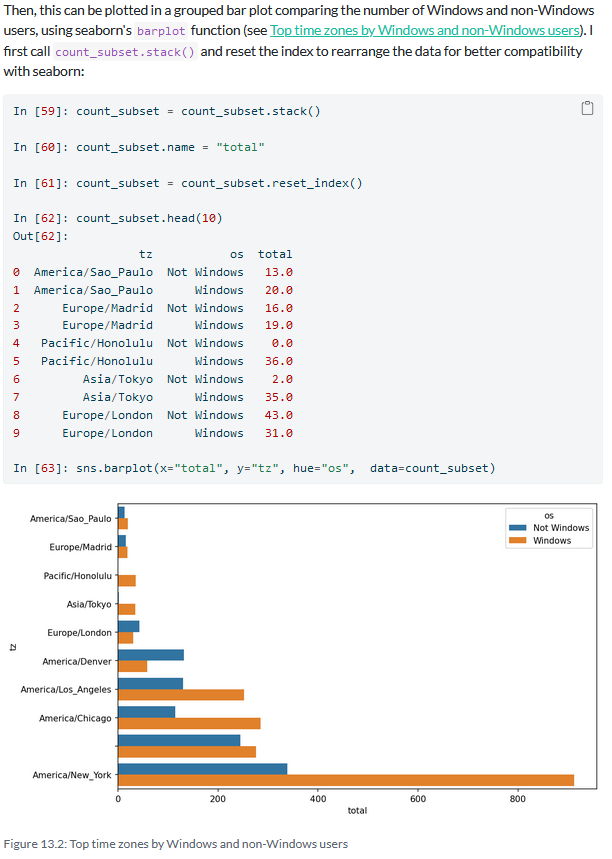 Then, this can be plotted in a grouped bar plot comparing the number of Windows and non-Windows
users, using seaborn's barplot function (see Top time zones by Windows and non-Windows users). I
first call count_subset.stack() and reset the index to rearrange the data for better compatibility
with seaborn:
In [59]: count_subset = count_subset.stack()
In [60]: count_subset.name = "total"
In [61]: count_subset = count_subset.reset_index()
In [62]: count_subset.head(10)
Out[62]:
tz os total
0 America/Sao_Paulo Not Windows 13.0
1 America/Sao_Paulo Windows 20.0
2 Europe/Madrid Not Windows 16.0
3 Europe/Madrid Windows 19.0
4 Pacific/Honolulu Not Windows 0.0
5 Pacific/Honolulu Windows 36.0
6 Asia/Tokyo Not Windows 2.0
7 Asia/Tokyo Windows 35.0
8 Europe/London Not Windows 43.0
9 Europe/London Windows 31.0
In [63]: sns.barplot(x="total", y="tz", hue="os", data=count_subset)
os
Not Windows
Windows
America/Sao_Paulo
Europe/Madrid
Pacific/Honolulu
Asia/Tokyo
Europe/London
tz
America/Denver
America/Los_Angeles
America/Chicago
America/New_York
0 200 400 600 800
total
Figure 13.2: Top time zones by Windows and non-Windows users